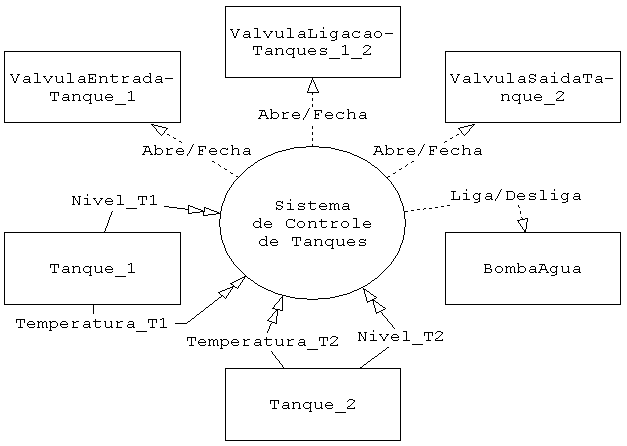 ValvulaLigacao-
Tanques_1_2
ValvulaEntrada-
Tanque_1
ValvulaSaidaTa-
nque_2
Abre/Fecha
Abre/Fecha
Abre/Fecha
Nivel_T1
Sistema
de Controle
de Tanques
Liga/Desliga
Tanque_1
BombaAgua
Temperatura_T1
Temperatura_T2
Nivel_T2
Tanque_2